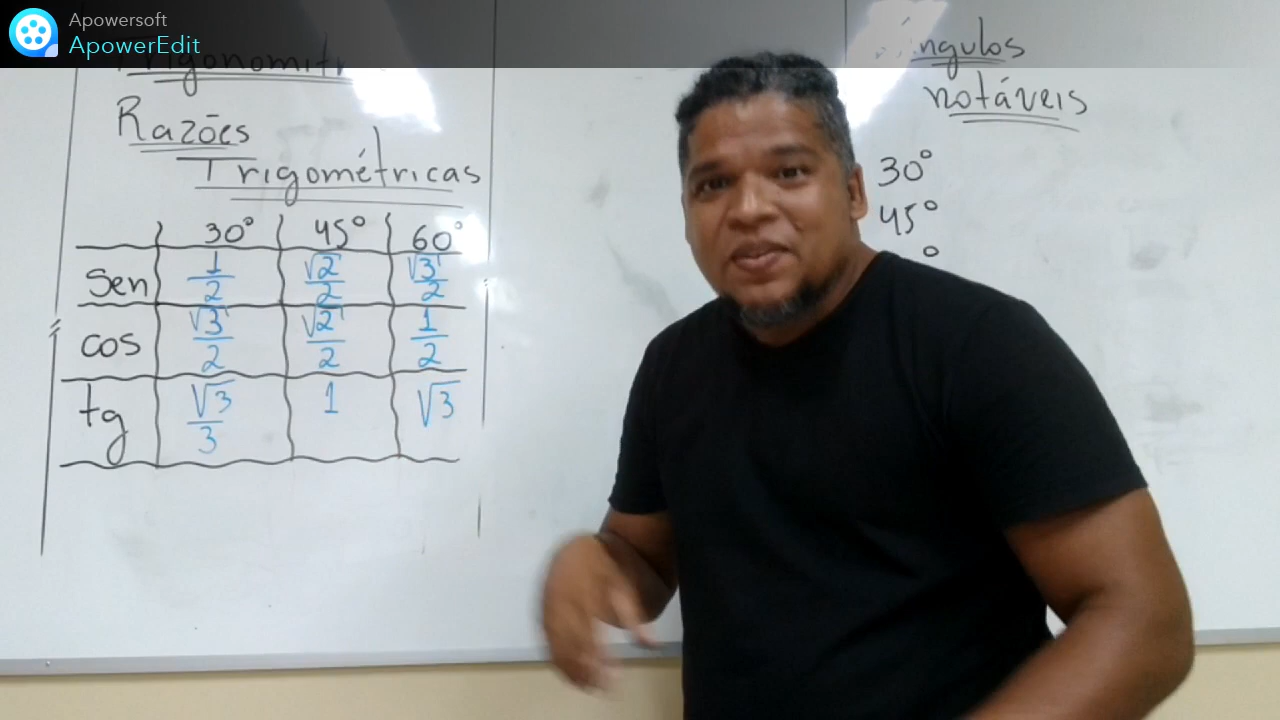 Apowersoft
ApowerEdit
Razões
Trigométricas
30° 45° 60°
sen 1/2 √2/2 √3/2
cos √3/2 √2/2 1/2
tg √3/3 1 √3
Ângulos
notáveis
30°
45°
°